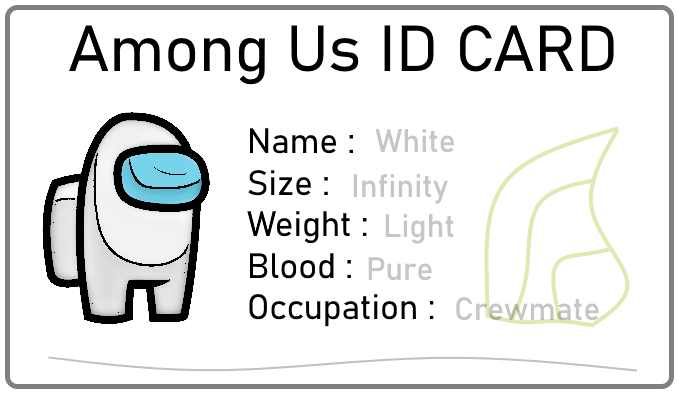 Among Us ID CARD
Name : White
Size : Infinity
Weight : Light
Blood : Pure
Occupation : Crewmate